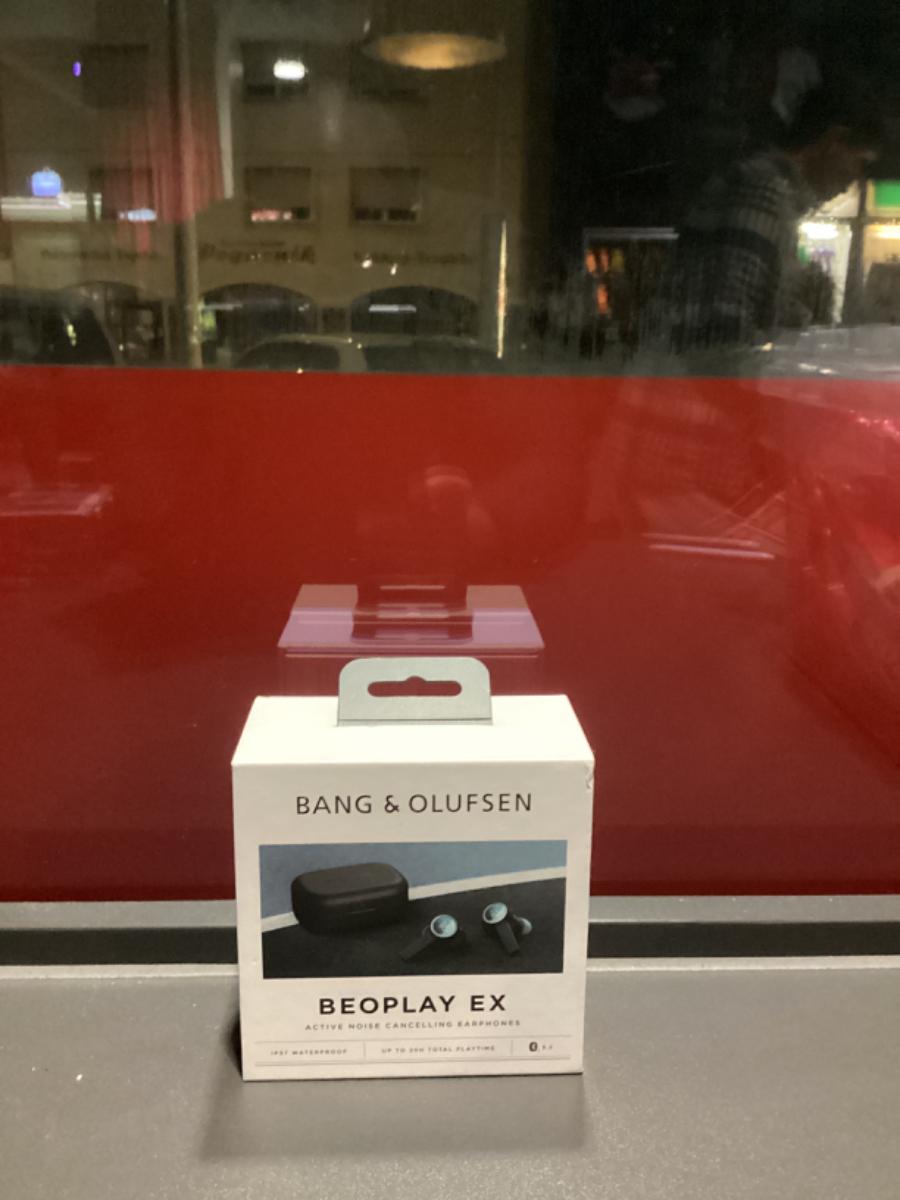 BANG & OLUFSEN
BEOPLAY EX
ACTIVE NOISE CANCELLING EARPHONES
IP57 WATERPROOF
UP TO 20H TOTAL PLAYTIME